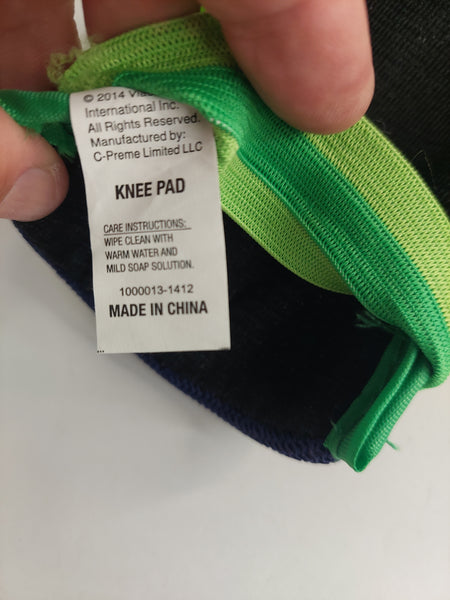 © 2014
International Inc.
All Rights Reserved.
Manufactured by:
C-Preme Limited LLC
KNEE PAD
CARE INSTRUCTIONS:
WIPE CLEAN WITH
WARM WATER AND
MILD SOAP SOLUTION.
1000013-1412
MADE IN CHINA